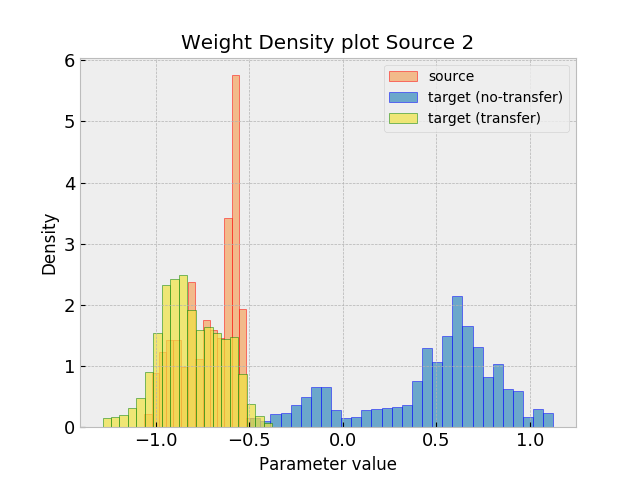 Weight Density plot Source 2
6
5
4
3
2
1
0
Density
source
target (no-transfer)
target (transfer)
−1.0 −0.5 0.0 0.5 1.0
Parameter value